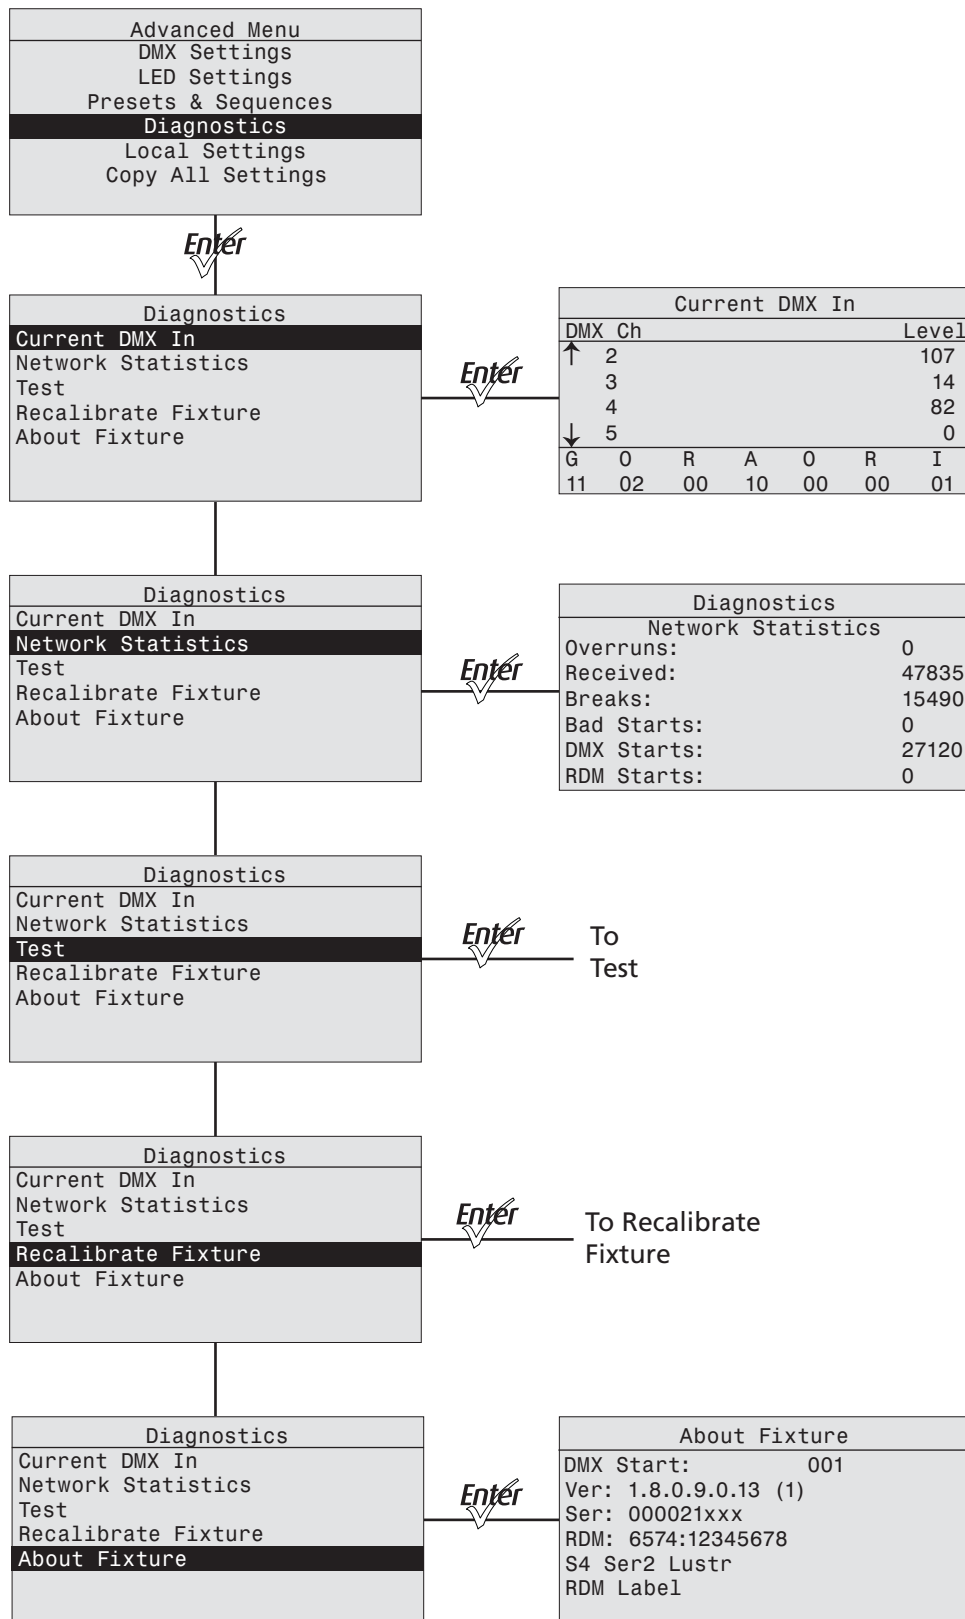 Advanced Menu
DMX Settings
LED Settings
Presets & Sequences
Diagnostics
Local Settings
Copy All Settings
Enter
Diagnostics
Current DMX In
Network Statistics
Test
Recalibrate Fixture
About Fixture
Enter
Current DMX In
DMX Ch Level
↑ 2 107
3 14
4 82
↓ 5 0
G O R A O R I
11 02 00 10 00 00 01
Diagnostics
Current DMX In
Network Statistics
Test
Recalibrate Fixture
About Fixture
Enter
Diagnostics
Network Statistics
Overruns: 0
Received: 47835
Breaks: 15490
Bad Starts: 0
DMX Starts: 27120
RDM Starts: 0
Diagnostics
Current DMX In
Network Statistics
Test
Recalibrate Fixture
About Fixture
Enter
To
Test
Diagnostics
Current DMX In
Network Statistics
Test
Recalibrate Fixture
About Fixture
Enter
To Recalibrate
Fixture
Diagnostics
Current DMX In
Network Statistics
Test
Recalibrate Fixture
About Fixture
Enter
About Fixture
DMX Start: 001
Ver: 1.8.0.9.0.13 (1)
Ser: 000021xxx
RDM: 6574:12345678
S4 Ser2 Lustr
RDM Label